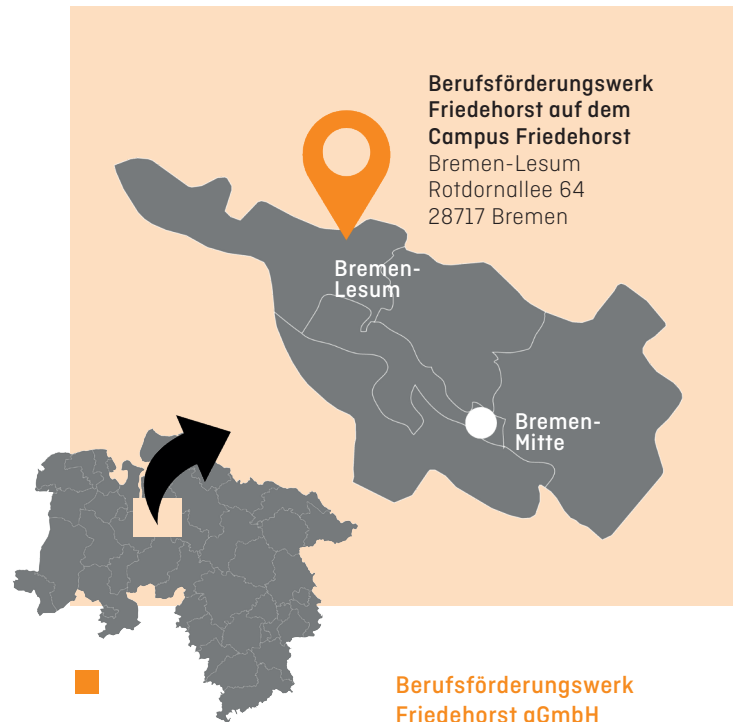 Berufsförderungswerk
Friedehorst auf dem
Campus Friedehorst
Bremen-Lesum
Rotdornallee 64
28717 Bremen
Bremen-
Lesum
Bremen-
Mitte
Berufsförderungswerk
Friedehorst gGmbH